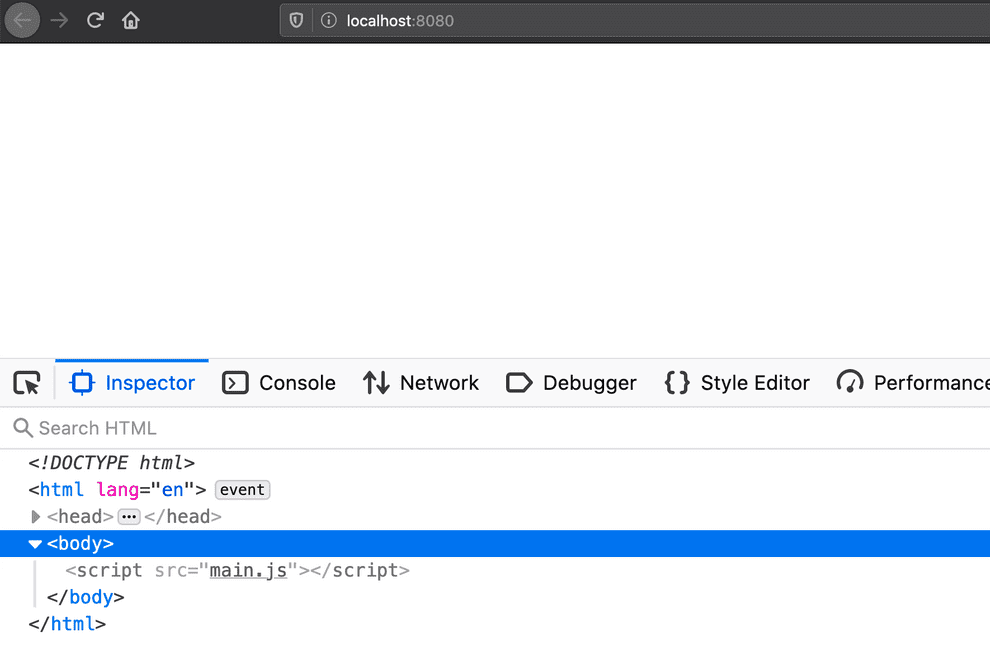 localhost:8080
Inspector Console Network Debugger {} Style Editor Performance
Search HTML
<!DOCTYPE html>
<html lang="en"> event
<head>•••</head>
<body>
<script src="main.js"></script>
</body>
</html>